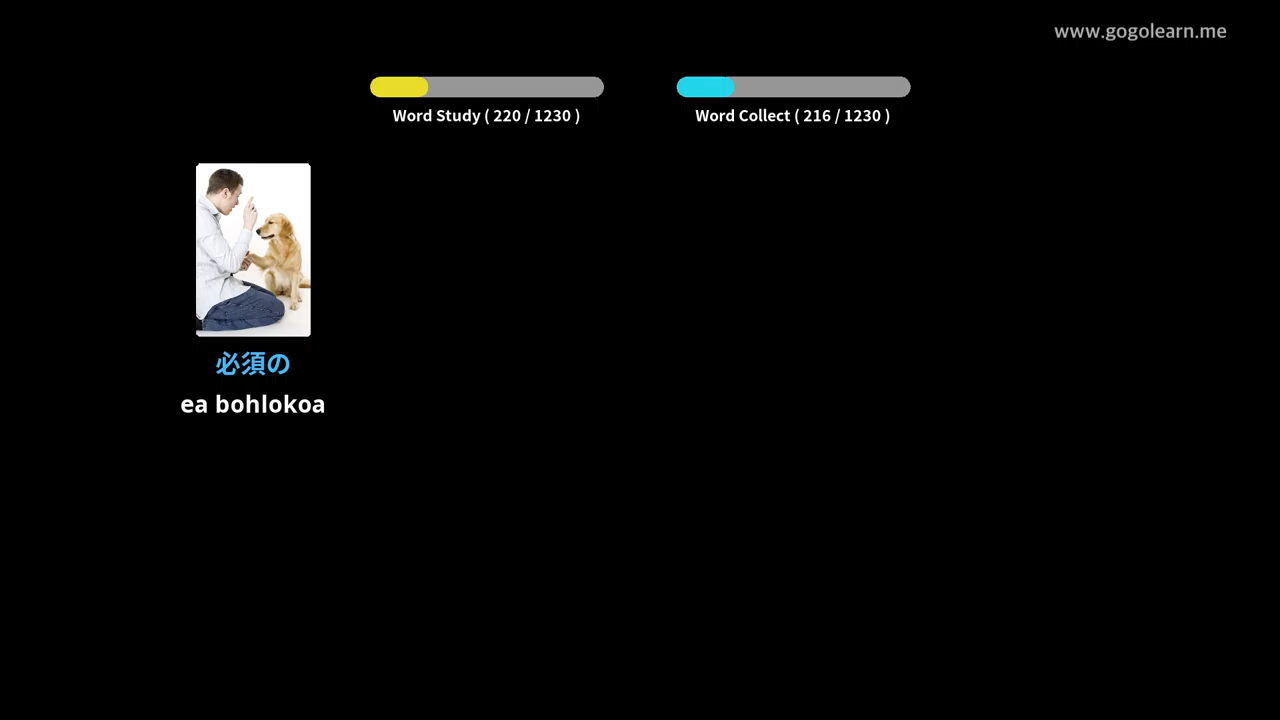 www.gogolearn.me
Word Study ( 220 / 1230 )
Word Collect ( 216 / 1230 )
必須の
ea bohlokoa